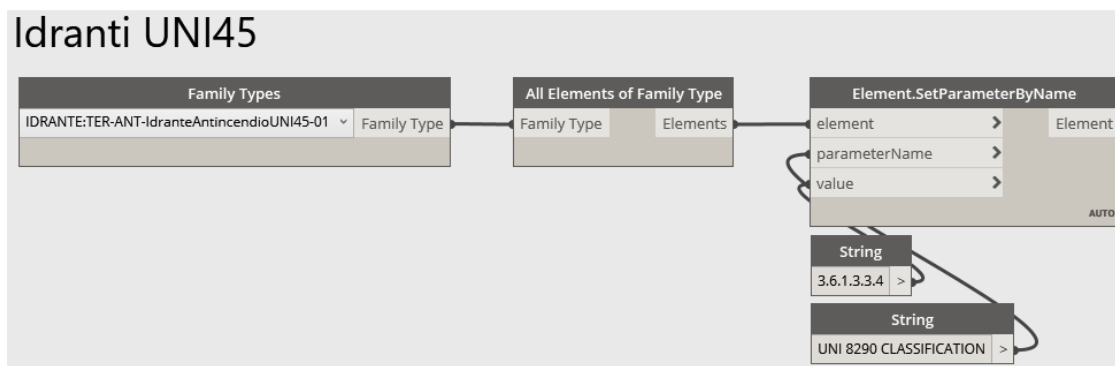 Idranti UNI45
Family Types
IDRANTE:TER-ANT-IdranteAntincendioUNI45-01
Family Type
All Elements of Family Type
Family Type
Elements
Element.SetParameterByName
element
Element
parameterName
value
AUTO
String
3.6.1.3.3.4
>
String
UNI 8290 CLASSIFICATION
>